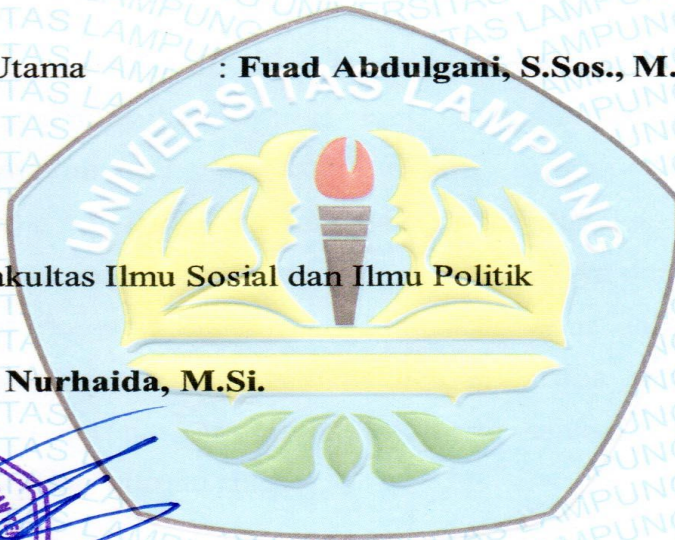 Utama : Fuad Abdulgani, S.Sos., M.
UNIVERSITAS LAMPUNG
akultas Ilmu Sosial dan Ilmu Politik
Nurhaida, M.Si.